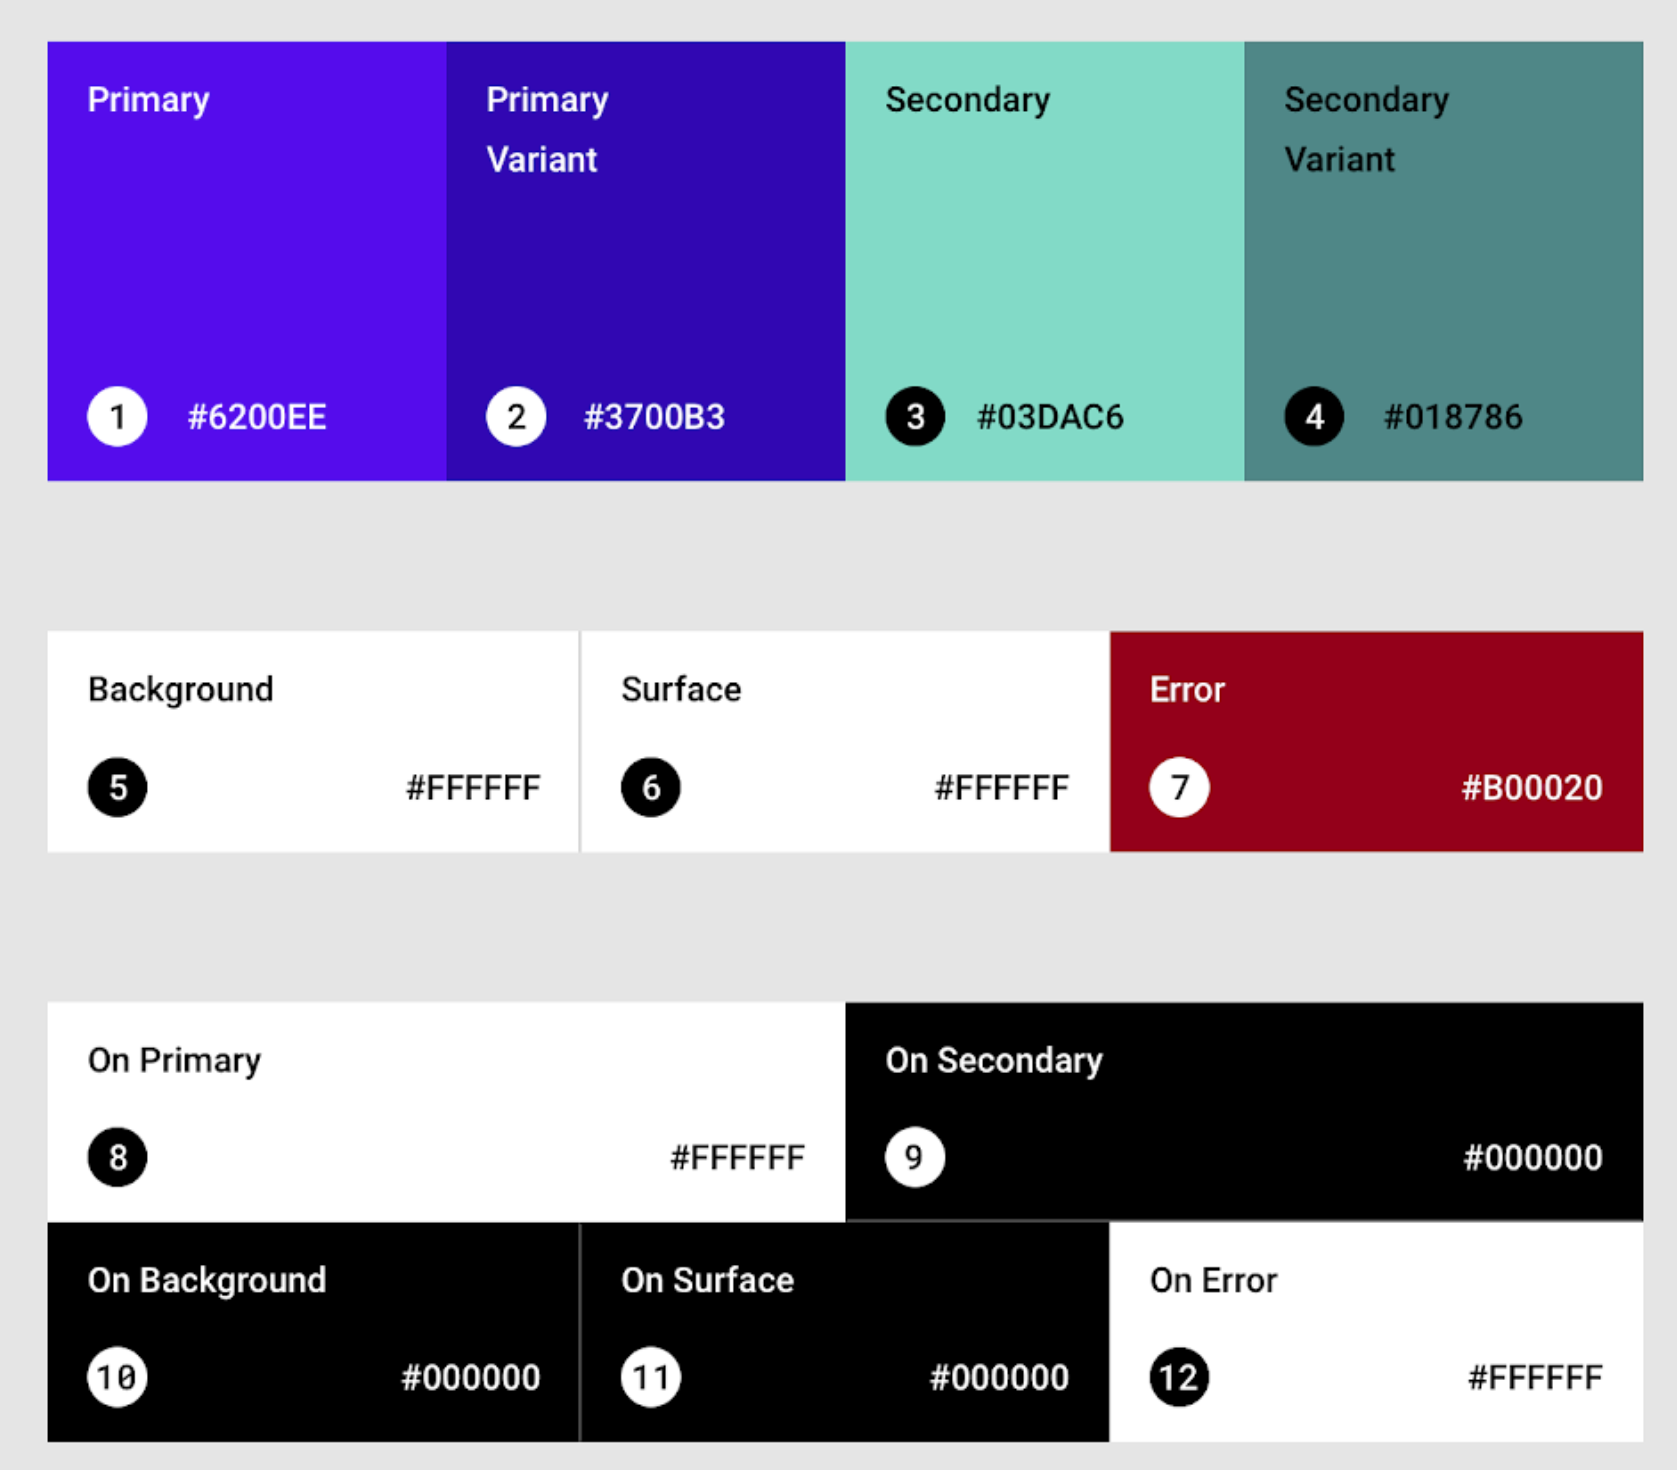 Primary
1 #6200EE
Primary
Variant
2 #3700B3
Secondary
3 #03DAC6
Secondary
Variant
4 #018786
Background
5 #FFFFFF
Surface
6 #FFFFFF
Error
7 #B00020
On Primary
8 #FFFFFF
On Secondary
9 #000000
On Background
10 #000000
On Surface
11 #000000
On Error
12 #FFFFFF